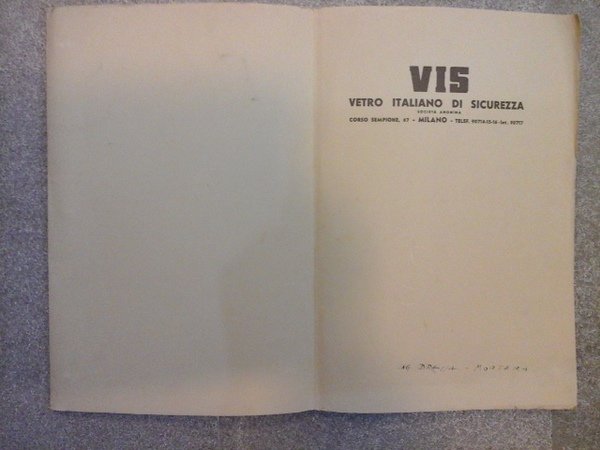 VIS
VETRO ITALIANO DI SICUREZZA
SOCIETÀ ANONIMA
CORSO SEMPIONE, 67 - MILANO - TELEF.